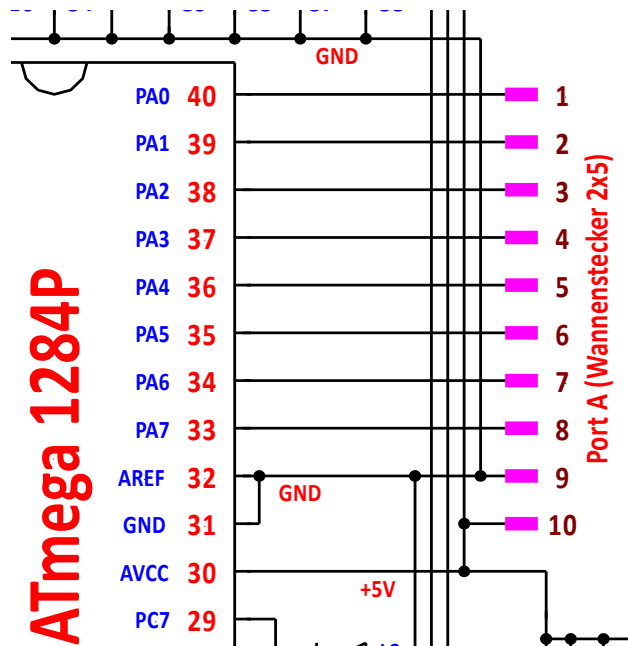 GND
PA0 40 1
PA1 39 2
PA2 38 3
PA3 37 4
PA4 36 5
PA5 35 6
PA6 34 7
PA7 33 8
AREF 32 9
GND
GND 31 10
AVCC 30
+5V
PC7 29
ATmega 1284P
Port A (Wannenstecker 2x5)